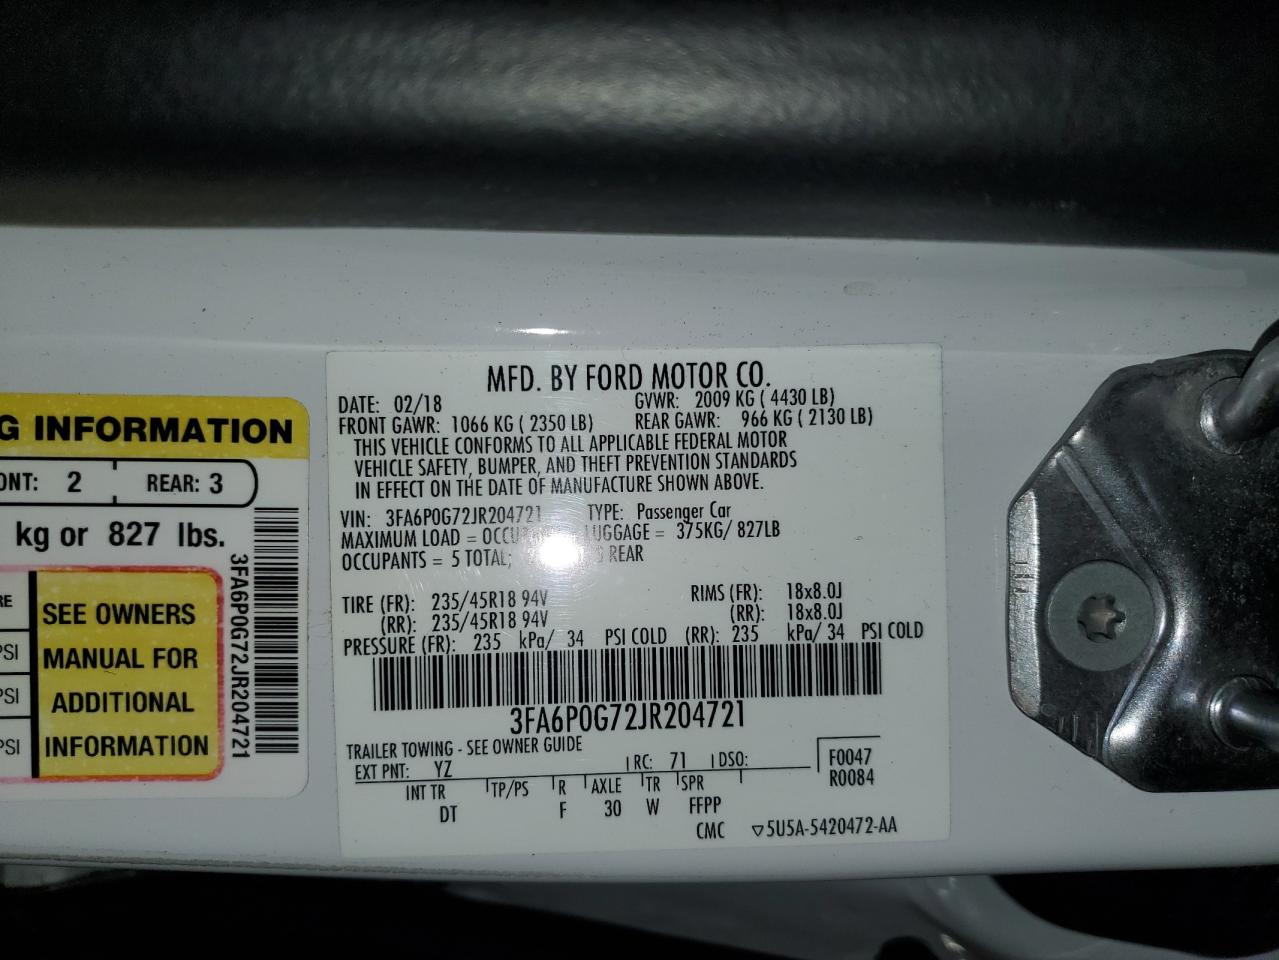 G INFORMATION
ONT: 2 REAR: 3
kg or 827 lbs.
RE
PSI
PSI
PSI
SEE OWNERS
MANUAL FOR
ADDITIONAL
INFORMATION
3FA6P0G72JR204721
MFD. BY FORD MOTOR CO.
DATE: 02/18 GVWR: 2009 KG ( 4430 LB)
FRONT GAWR: 1066 KG ( 2350 LB) REAR GAWR: 966 KG ( 2130 LB)
THIS VEHICLE CONFORMS TO ALL APPLICABLE FEDERAL MOTOR
VEHICLE SAFETY, BUMPER, AND THEFT PREVENTION STANDARDS
IN EFFECT ON THE DATE OF MANUFACTURE SHOWN ABOVE.
VIN: 3FA6P0G72JR204721 TYPE: Passenger Car
MAXIMUM LOAD = LUGGAGE = 375KG/ 827LB
OCCUPANTS = 5 TOTAL; REAR
TIRE (FR): 235/45R18 94V RIMS (FR): 18x8.0J
(RR): 235/45R18 94V (RR): 18x8.0J
PRESSURE (FR): 235 kPa/ 34 PSI COLD (RR): 235 kPa/ 34 PSI COLD
3FA6P0G72JR204721
TRAILER TOWING - SEE OWNER GUIDE
EXT PNT: YZ RC: 71 DSO: F0047
INT TR TP/PS R AXLE TR SPR R0084
DT F 30 W FFPP
CMC ▽5U5A-5420472-AA